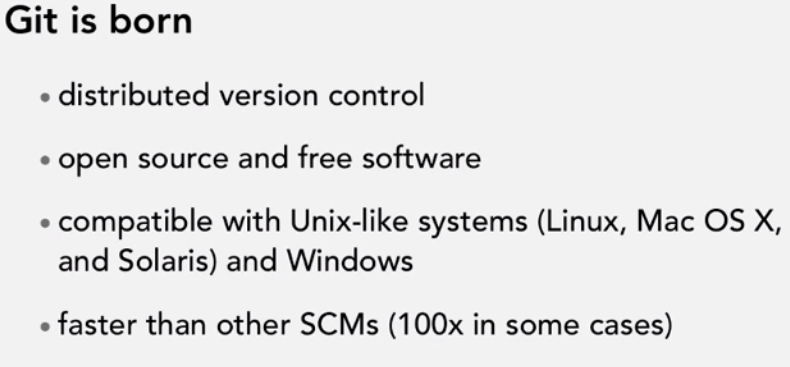 Git is born
• distributed version control
• open source and free software
• compatible with Unix-like systems (Linux, Mac OS X,
and Solaris) and Windows
• faster than other SCMs (100x in some cases)